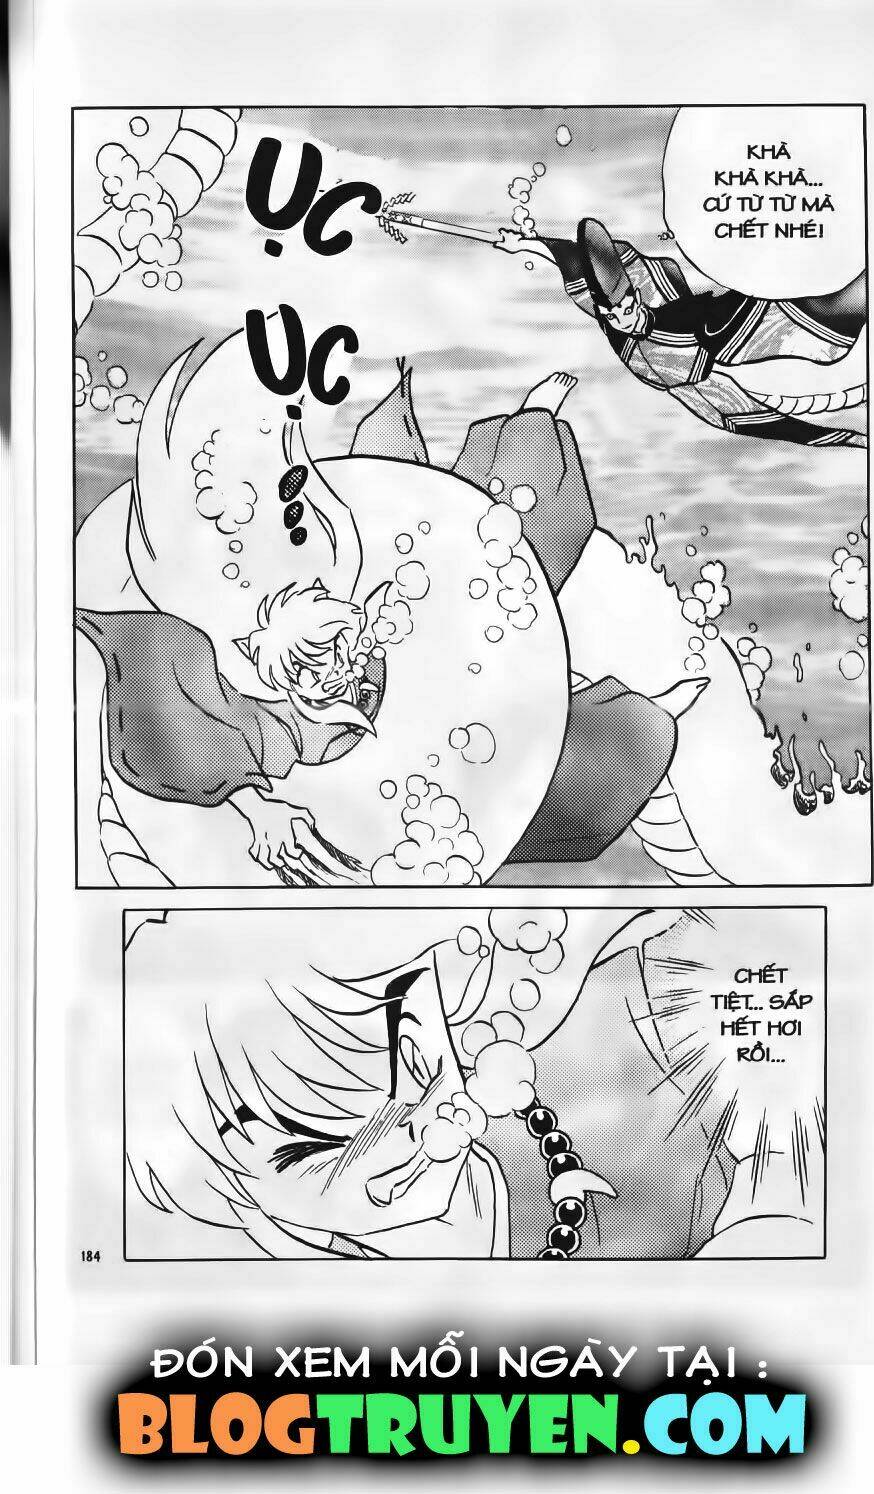 KHÀ
KHÀ KHÀ...
CỨ TỪ TỪ MÀ
CHẾT NHÉ!
ỤC
ỤC
...
CHẾT
TIỆT... SẮP
HẾT HƠI
RỒI...
184
ĐÓN XEM MỖI NGÀY TẠI :
BLOGTRUYEN.COM